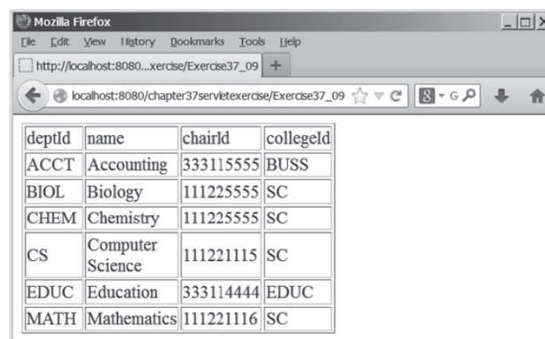 Mozilla Firefox
File Edit View History Bookmarks Tools Help
http://localhost:8080...xercise/Exercise37_09 +
localhost:8080/chapter37servletexercise/Exercise37_09 8 G
deptId name chairId collegeId
ACCT Accounting 333115555 BUSS
BIOL Biology 111225555 SC
CHEM Chemistry 111225555 SC
CS Computer Science 111221115 SC
EDUC Education 333114444 EDUC
MATH Mathematics 111221116 SC